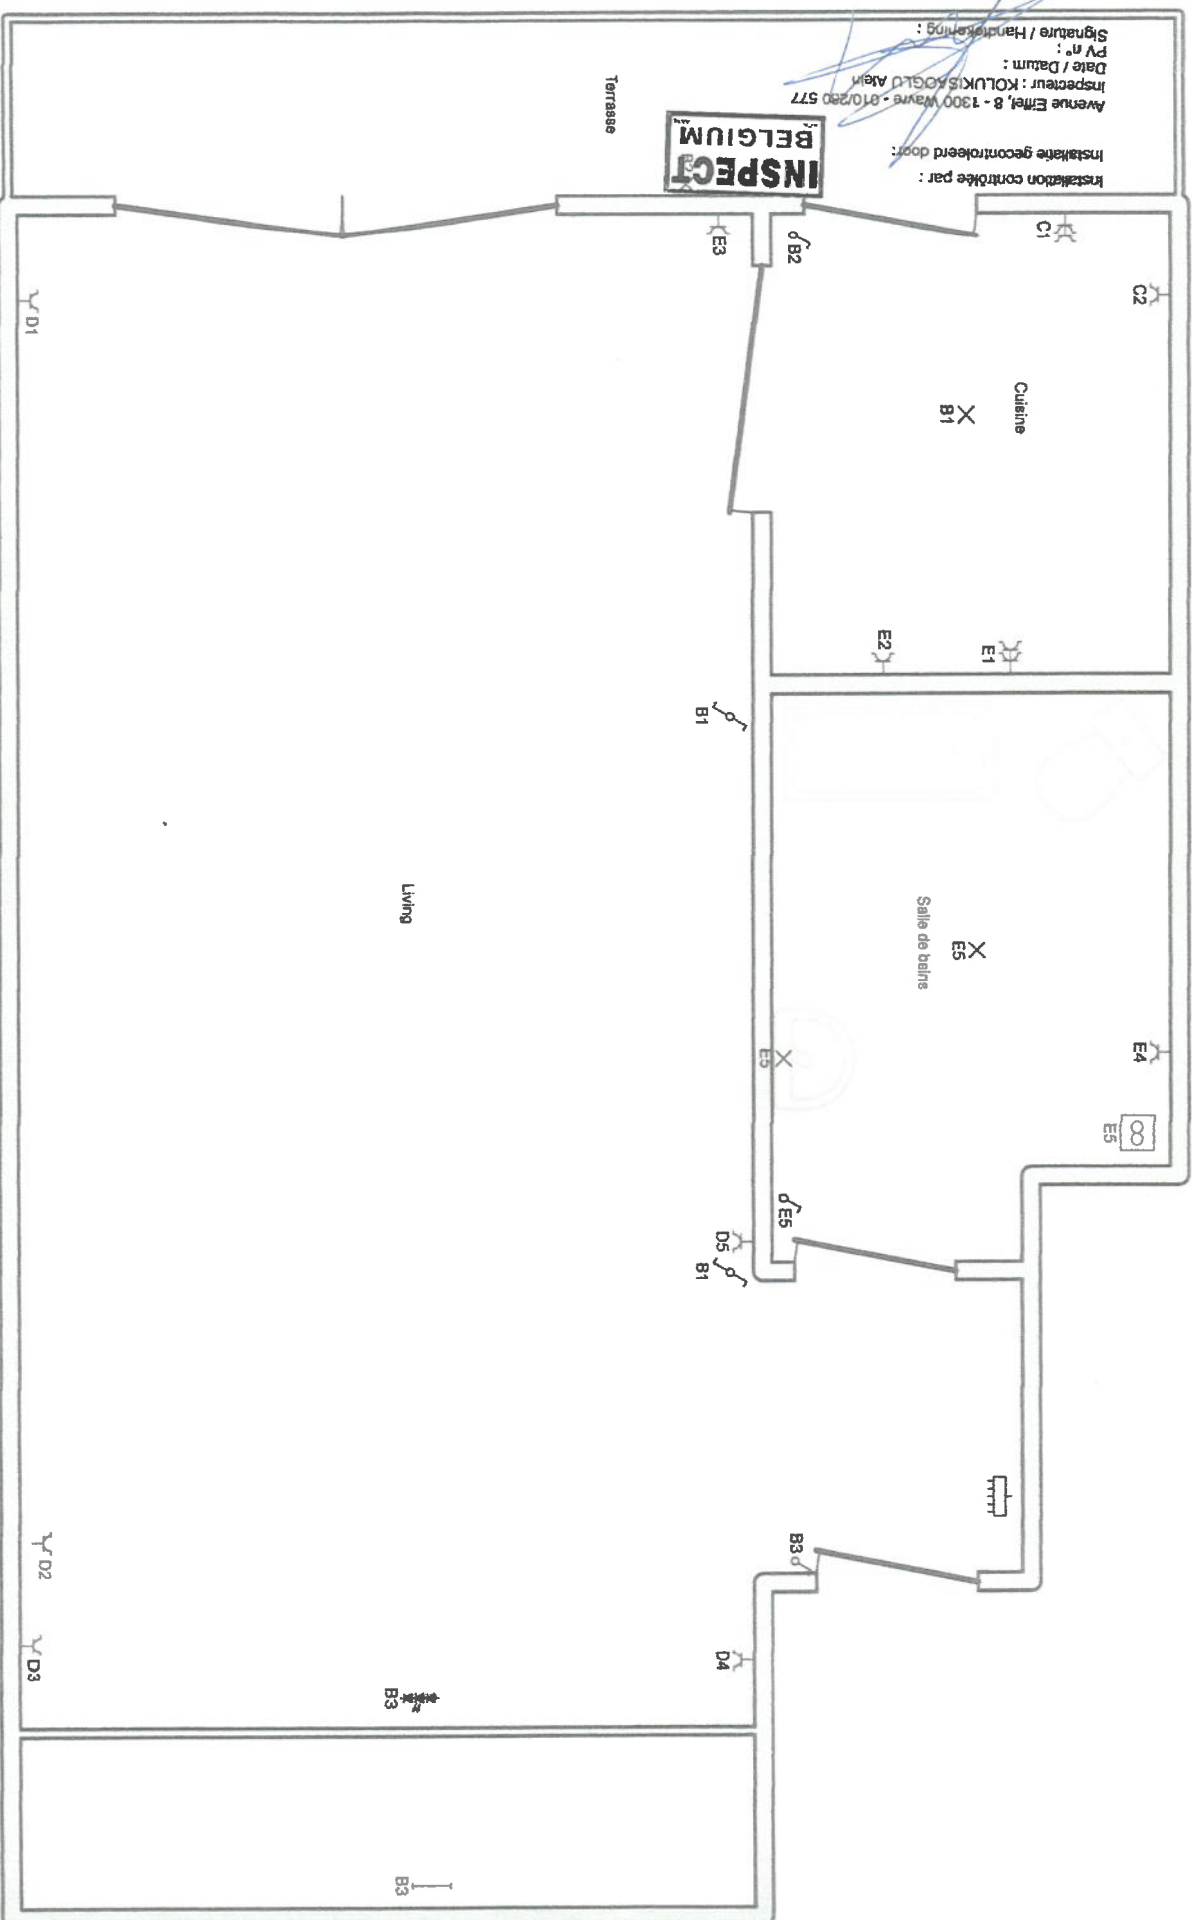 Installation contrôlée par :
Installatie gecontroleerd door:
INSPECT
BELGIUM
Avenue Eiffel, 8 - 1300 Wavre - 010/280 577
Inspecteur : KOLUKISAOGLU Alein
Date / Datum :
PV n° :
Signature / Handtekening :
Terrasse
C1
C2
E3
B2
D1
Cuisine
B1
E2
E1
B1
Living
Salle de bains
E5
E4
E5
E5
E5
D5
B1
B3
D2
D3
D4
B3
B3